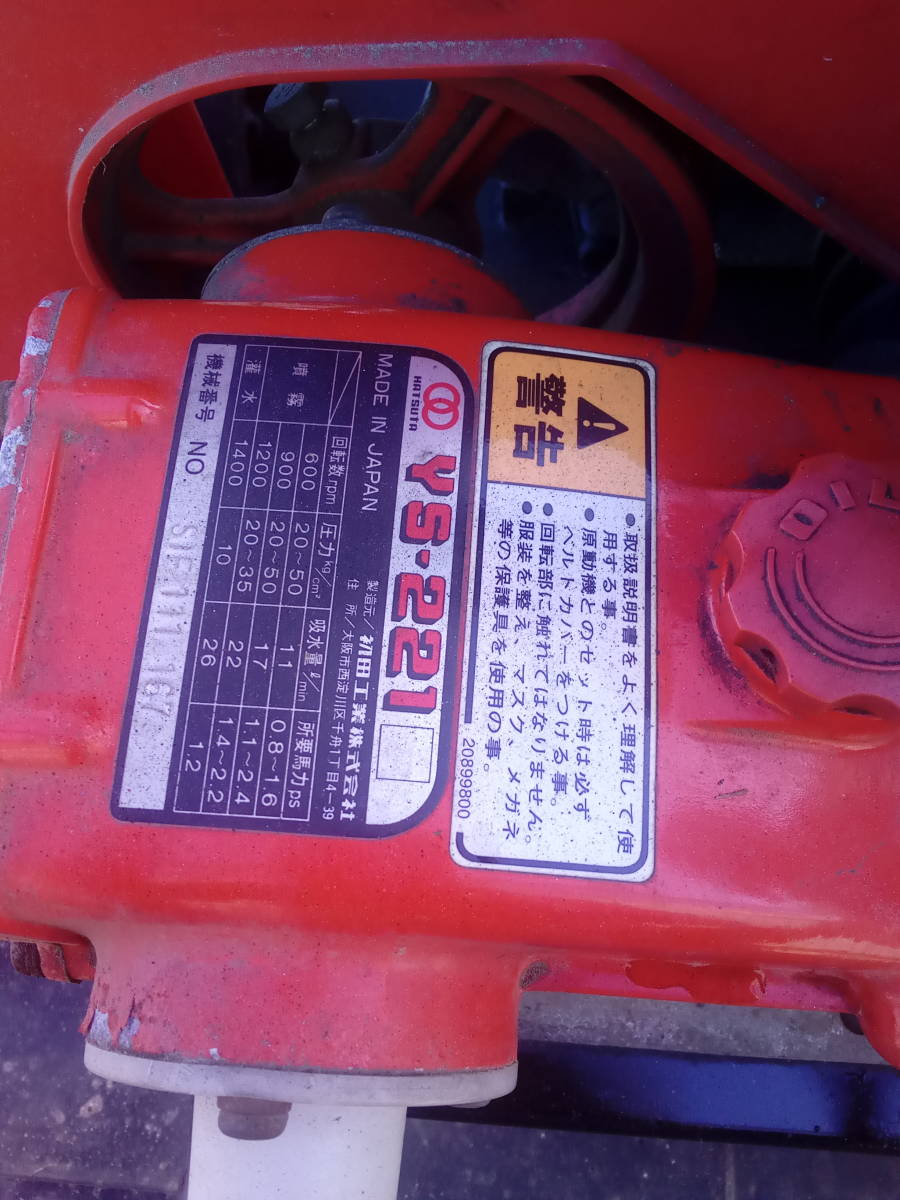 警告
●取扱説明書をよく理解して使
用する事。
●原動機とのセット時は必ず
ベルトカバーをつける事。
●回転部に触れてはなりません。
●服装を整え、マスク、メガネ
等の保護具を使用の事。
20899800
HATSUTA YS・221
MADE IN JAPAN 製造元/初田工業株式会社
住 所/大阪市西淀川区千舟1丁目4-39
回転数rpm 圧力kg/cm² 吸水量ℓ/min 所要馬力ps
噴霧 600 20~50 11 0.8~1.6
900 20~50 17 1.1~2.4
1200 20~35 22 1.4~2.2
灌水 1400 10 26 1.2
機械番号 NO.
OIL